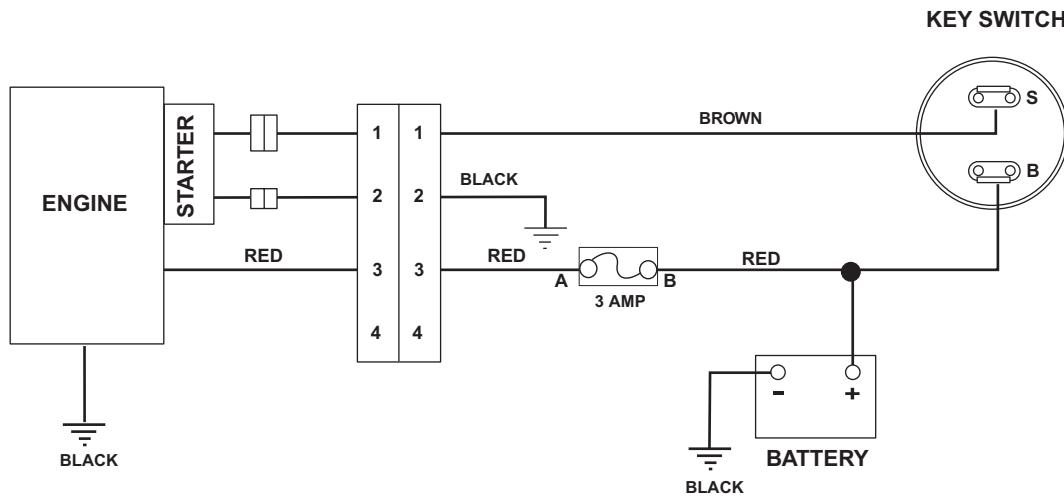 KEY SWITCH
S
BROWN
1 1
STARTER
B
BLACK
ENGINE
2 2
RED
RED
RED
3 3
A
B
3 AMP
4 4
- +
BLACK
BATTERY
BLACK